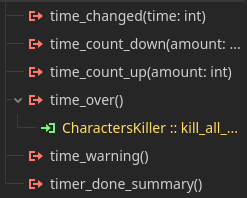 time_changed(time: int)
time_count_down(amount: ...
time_count_up(amount: int)
time_over()
CharactersKiller :: kill_all_...
time_warning()
timer_done_summary()